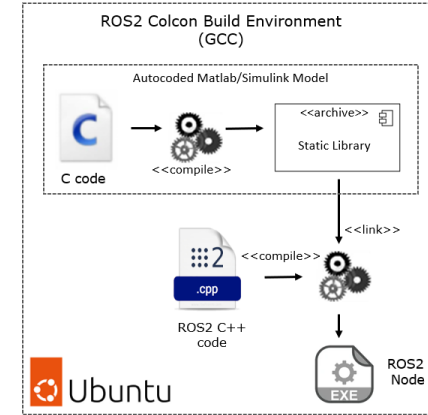 ROS2 Colcon Build Environment
(GCC)
Autocoded Matlab/Simulink Model
C
C code
<<compile>>
<<archive>>
Static Library
<<link>>
2
.cpp
<<compile>>
ROS2 C++
code
EXE
ROS2
Node
Ubuntu